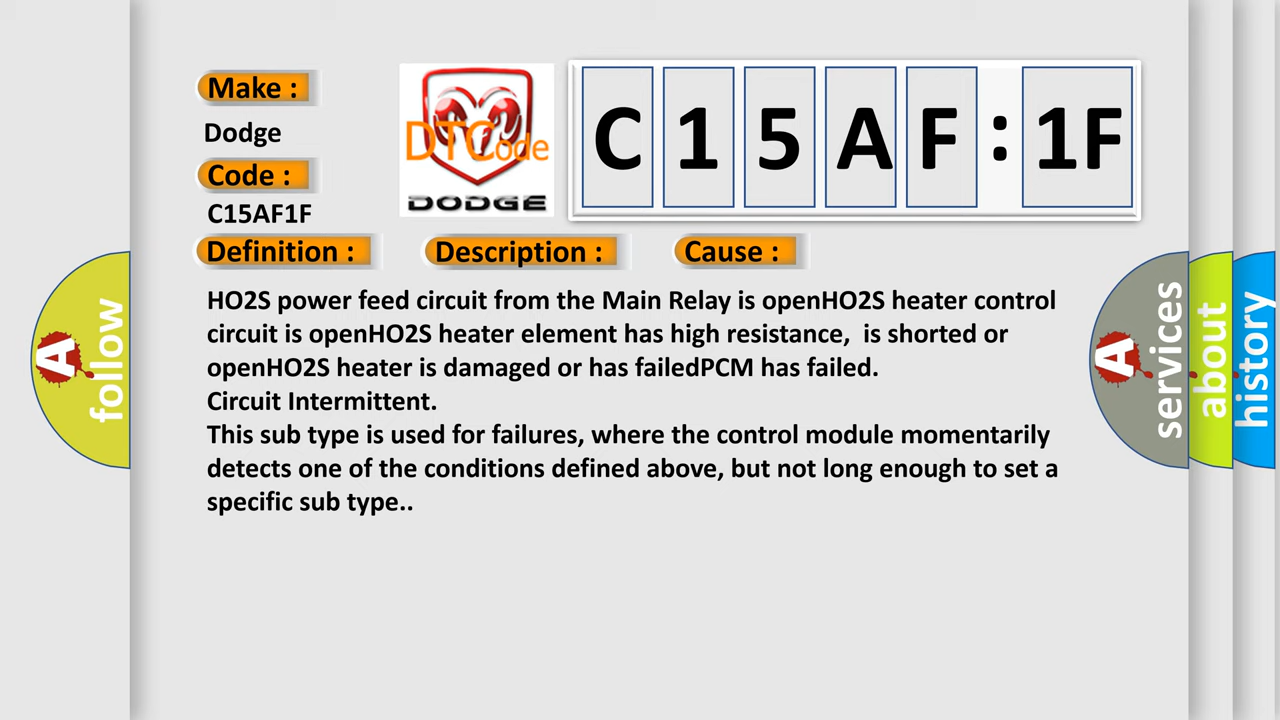 Make :
Dodge
Code :
C15AF1F
DTCode
DODGE
C15AF:1F
Definition :
Description :
Cause :
HO2S power feed circuit from the Main Relay is openHO2S heater control
circuit is openHO2S heater element has high resistance,  is shorted or
openHO2S heater is damaged or has failedPCM has failed.
Circuit Intermittent.
This sub type is used for failures, where the control module momentarily
detects one of the conditions defined above, but not long enough to set a
specific sub type..
A follow
A services
about
history